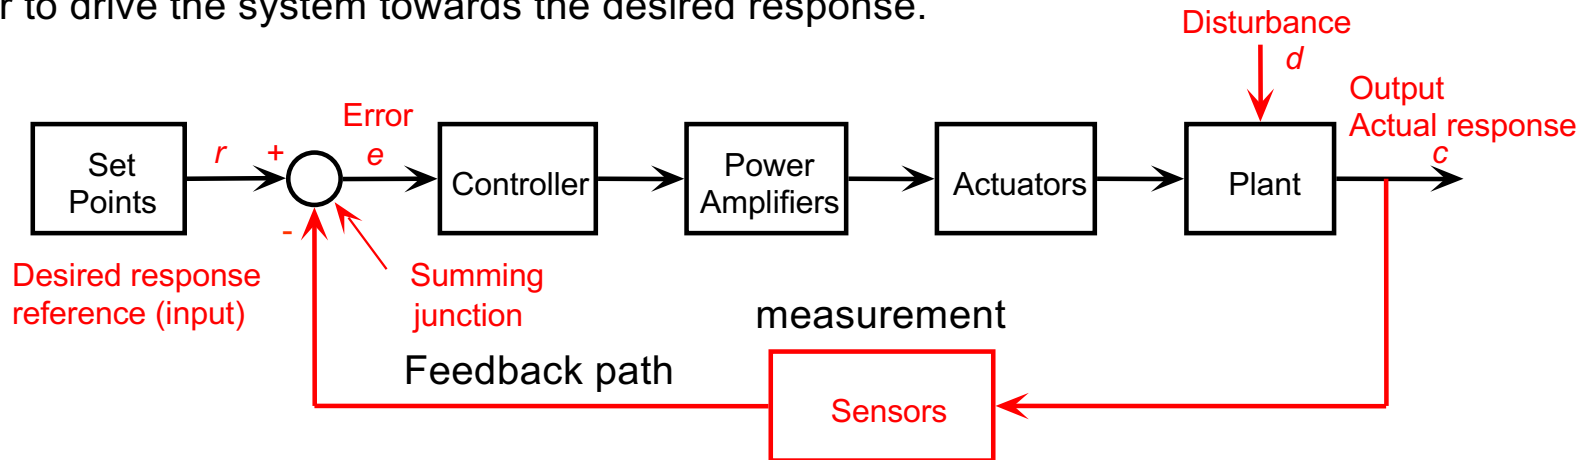 r to drive the system towards the desired response.
Disturbance
d
Output
Actual response
c
Error
e
r
+
-
Set
Points
Controller
Power
Amplifiers
Actuators
Plant
Desired response
reference (input)
Summing
junction
measurement
Feedback path
Sensors